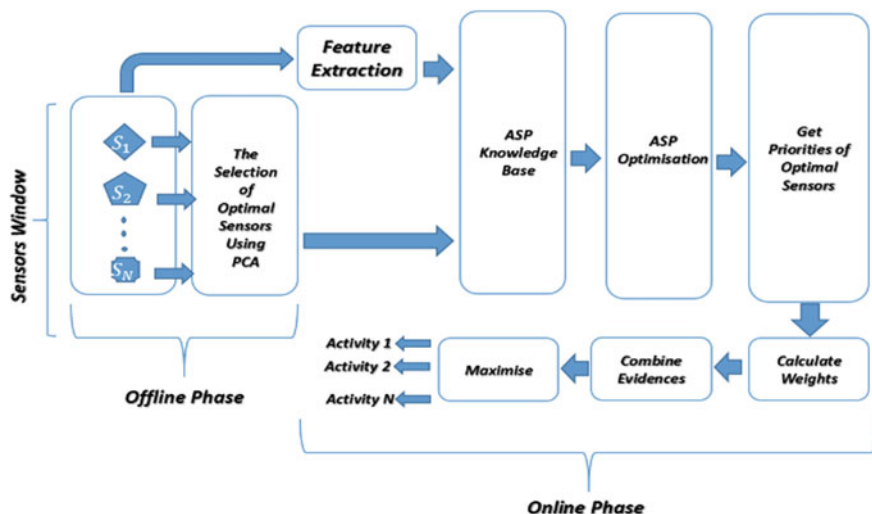 Feature
Extraction
Sensors Window
S1
S2
SN
The
Selection
of
Optimal
Sensors
Using
PCA
ASP
Knowledge
Base
ASP
Optimisation
Get
Priorities of
Optimal
Sensors
Calculate
Weights
Combine
Evidences
Maximise
Activity 1
Activity 2
Activity N
Offline Phase
Online Phase